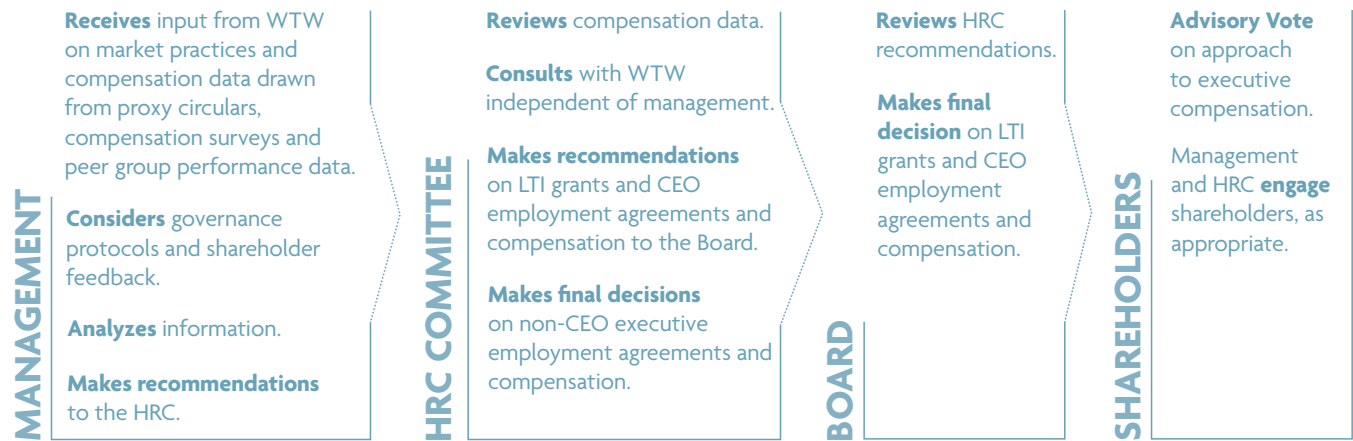 MANAGEMENT
Receives input from WTW
on market practices and
compensation data drawn
from proxy circulars,
compensation surveys and
peer group performance data.
Considers governance
protocols and shareholder
feedback.
Analyzes information.
Makes recommendations
to the HRC.
HRC COMMITTEE
Reviews compensation data.
Consults with WTW
independent of management.
Makes recommendations
on LTI grants and CEO
employment agreements and
compensation to the Board.
Makes final decisions
on non-CEO executive
employment agreements and
compensation.
BOARD
Reviews HRC
recommendations.
Makes final
decision on LTI
grants and CEO
employment
agreements and
compensation.
SHAREHOLDERS
Advisory Vote
on approach
to executive
compensation.
Management
and HRC engage
shareholders, as
appropriate.